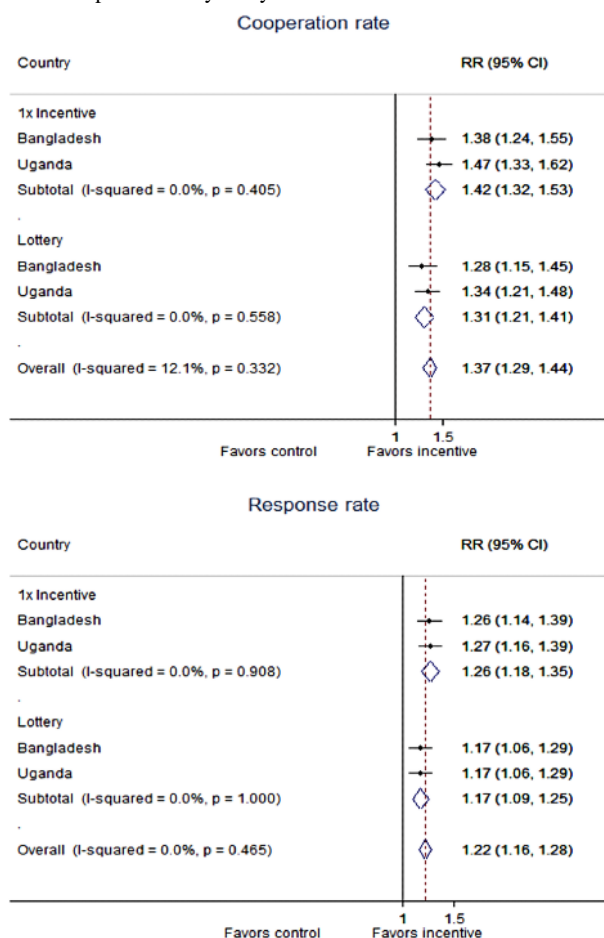 Cooperation rate
Country RR (95% CI)
1x Incentive
Bangladesh 1.38 (1.24, 1.55)
Uganda 1.47 (1.33, 1.62)
Subtotal (I-squared = 0.0%, p = 0.405) 1.42 (1.32, 1.53)
.
Lottery
Bangladesh 1.28 (1.15, 1.45)
Uganda 1.34 (1.21, 1.48)
Subtotal (I-squared = 0.0%, p = 0.558) 1.31 (1.21, 1.41)
.
Overall (I-squared = 12.1%, p = 0.332) 1.37 (1.29, 1.44)
1 1.5
Favors control Favors incentive
Response rate
Country RR (95% CI)
1x Incentive
Bangladesh 1.26 (1.14, 1.39)
Uganda 1.27 (1.16, 1.39)
Subtotal (I-squared = 0.0%, p = 0.908) 1.26 (1.18, 1.35)
.
Lottery
Bangladesh 1.17 (1.06, 1.29)
Uganda 1.17 (1.06, 1.29)
Subtotal (I-squared = 0.0%, p = 1.000) 1.17 (1.09, 1.25)
.
Overall (I-squared = 0.0%, p = 0.465) 1.22 (1.16, 1.28)
1 1.5
Favors control Favors incentive